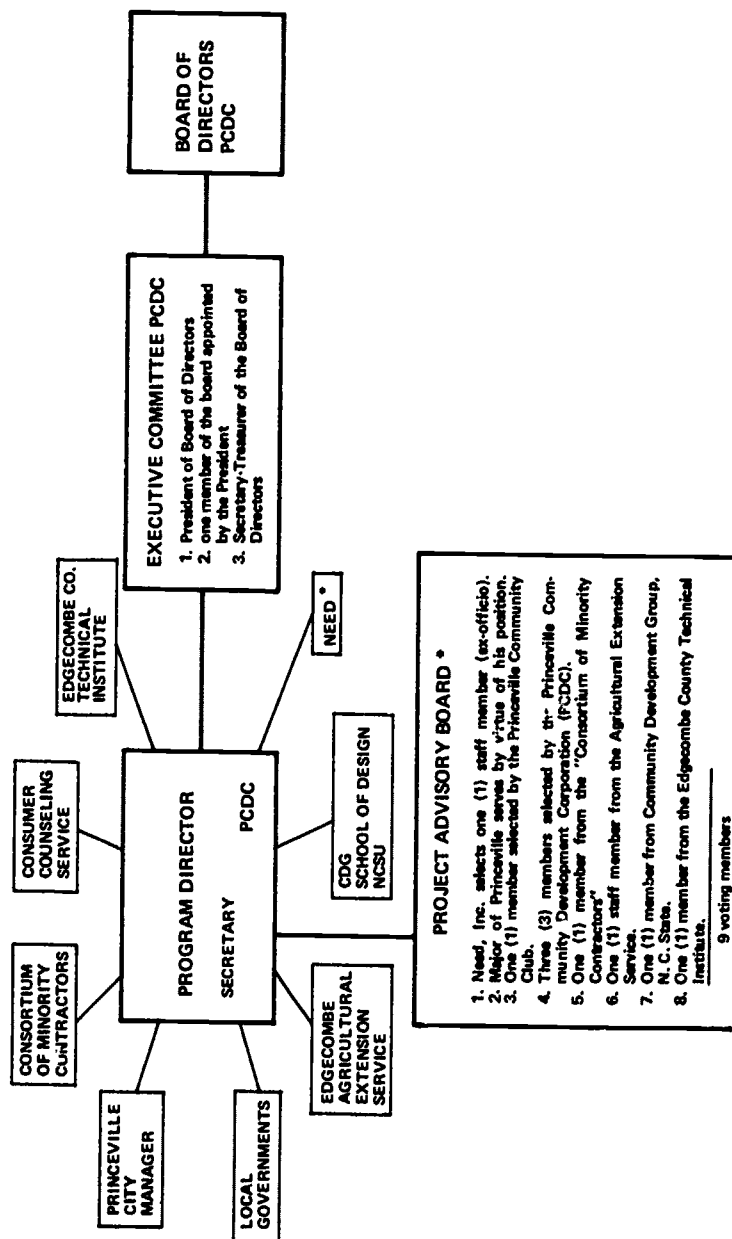 BOARD OF
DIRECTORS
PCDC
EXECUTIVE COMMITTEE PCDC
1. President of Board of Directors
2. one member of the board appointed
by the President
3. Secretary-Treasurer of the Board of
Directors
EDGECOMBE CO.
TECHNICAL
INSTITUTE
CONSUMER
COUNSELING
SERVICE
CONSORTIUM
OF MINORITY
CONTRACTORS
PRINCEVILLE
CITY
MANAGER
LOCAL
GOVERNMENTS
EDGECOMBE
AGRICULTURAL
EXTENSION
SERVICE
CDG
SCHOOL OF DESIGN
NCSU
NEED *
PROGRAM DIRECTOR
SECRETARY PCDC
PROJECT ADVISORY BOARD *
1. Need, Inc. selects one (1) staff member (ex-officio).
2. Major of Princeville serves by virtue of his position.
3. One (1) member selected by the Princeville Community
Club.
4. Three (3) members selected by the Princeville Com-
munity Development Corporation (PCDC).
5. One (1) member from the "Consortium of Minority
Contractors"
6. One (1) staff member from the Agricultural Extension
Service.
7. One (1) member from Community Development Group,
N. C. State.
8. One (1) member from the Edgecombe County Technical
Institute.
9 voting members